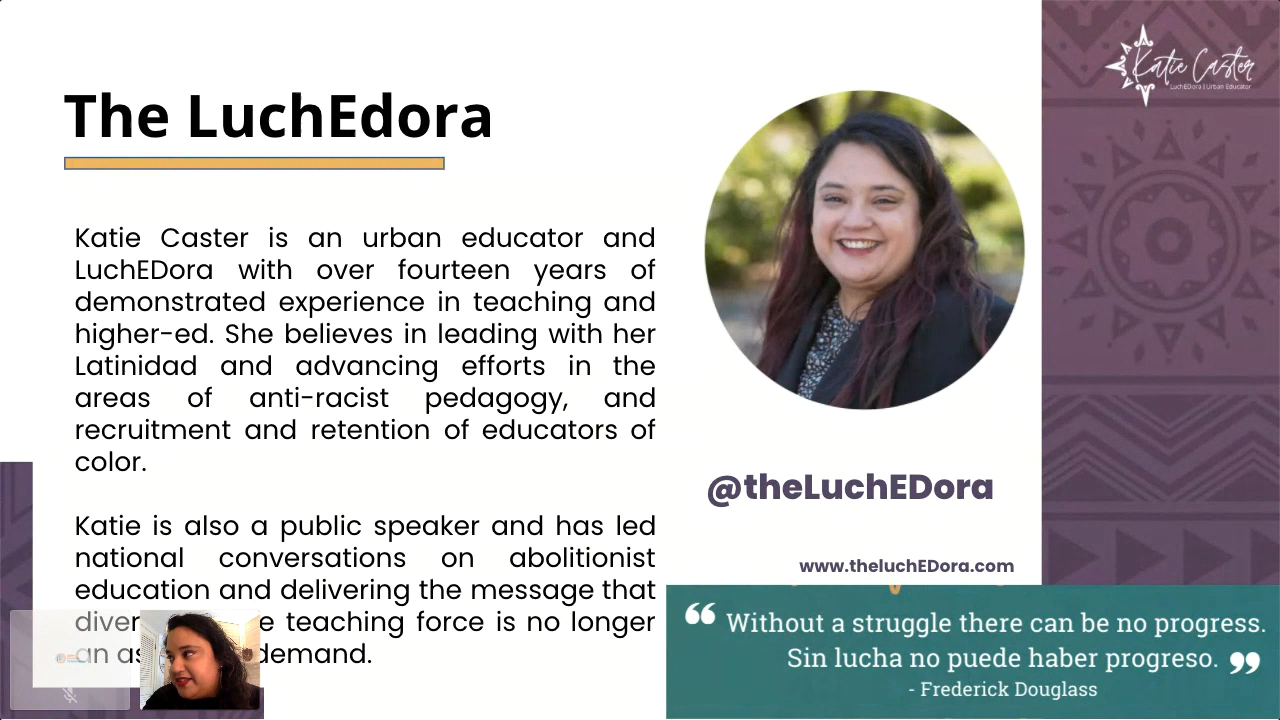 The LuchEdora
Katie Caster is an urban educator and
LuchEDora with over fourteen years of
demonstrated experience in teaching and
higher-ed. She believes in leading with her
Latinidad and advancing efforts in the
areas of anti-racist pedagogy, and
recruitment and retention of educators of
color.
Katie is also a public speaker and has led
national conversations on abolitionist
education and delivering the message that
teaching force is no longer
an demand.
Katie Caster
LuchEDora | Urban Educator
@theLuchEDora
www.theluchEDora.com
“ Without a struggle there can be no progress.
Sin lucha no puede haber progreso. ”
- Frederick Douglass